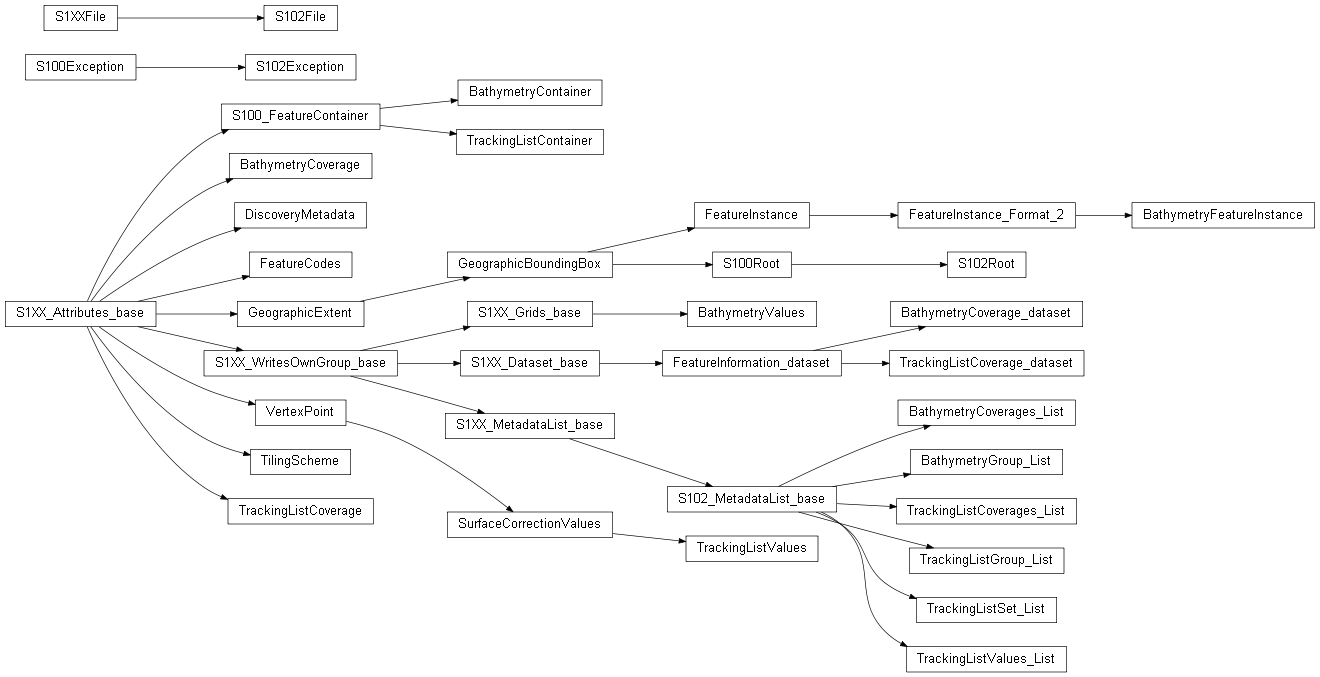 S1XXFile
S102File
S100Exception
S102Exception
BathymetryContainer
S100_FeatureContainer
TrackingListContainer
BathymetryCoverage
DiscoveryMetadata
FeatureInstance
FeatureInstance_Format_2
BathymetryFeatureInstance
FeatureCodes
GeographicBoundingBox
S100Root
S102Root
S1XX_Attributes_base
GeographicExtent
S1XX_Grids_base
BathymetryValues
BathymetryCoverage_dataset
S1XX_WritesOwnGroup_base
S1XX_Dataset_base
FeatureInformation_dataset
TrackingListCoverage_dataset
VertexPoint
S1XX_MetadataList_base
BathymetryCoverages_List
TilingScheme
BathymetryGroup_List
S102_MetadataList_base
TrackingListCoverage
TrackingListCoverages_List
SurfaceCorrectionValues
TrackingListValues
TrackingListGroup_List
TrackingListSet_List
TrackingListValues_List